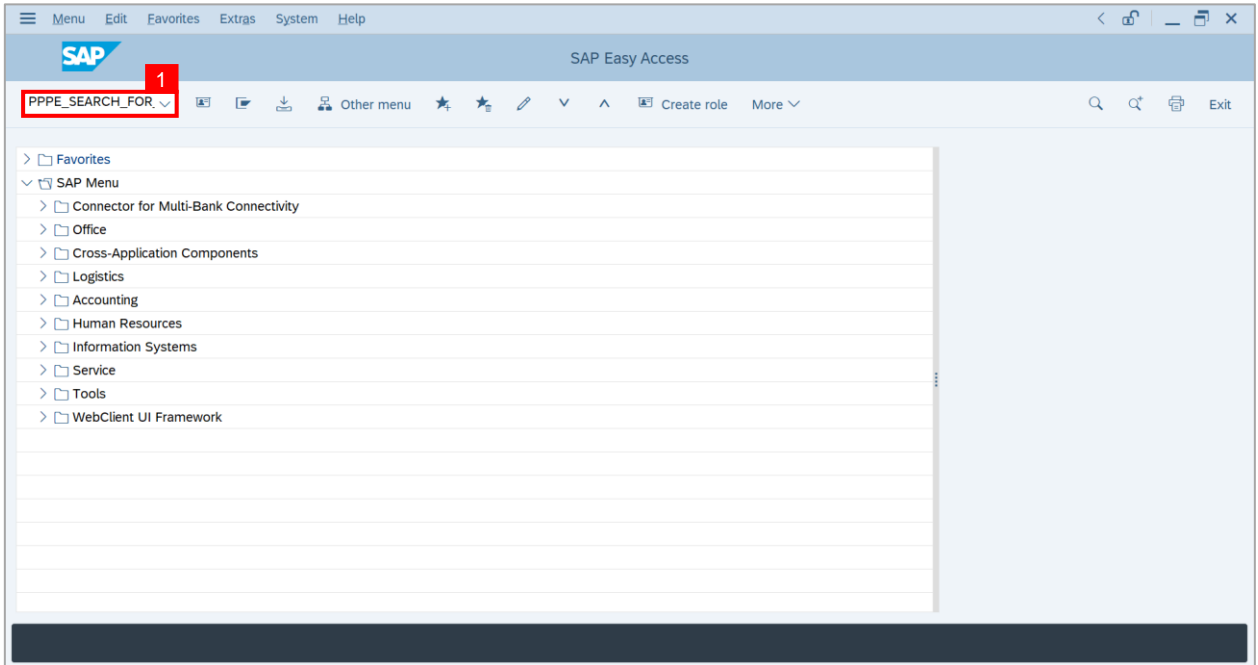 Menu Edit Favorites Extras System Help
SAP
SAP Easy Access
1
PPPE_SEARCH_FOR_ Other menu Create role More Exit
Favorites
SAP Menu
Connector for Multi-Bank Connectivity
Office
Cross-Application Components
Logistics
Accounting
Human Resources
Information Systems
Service
Tools
WebClient UI Framework